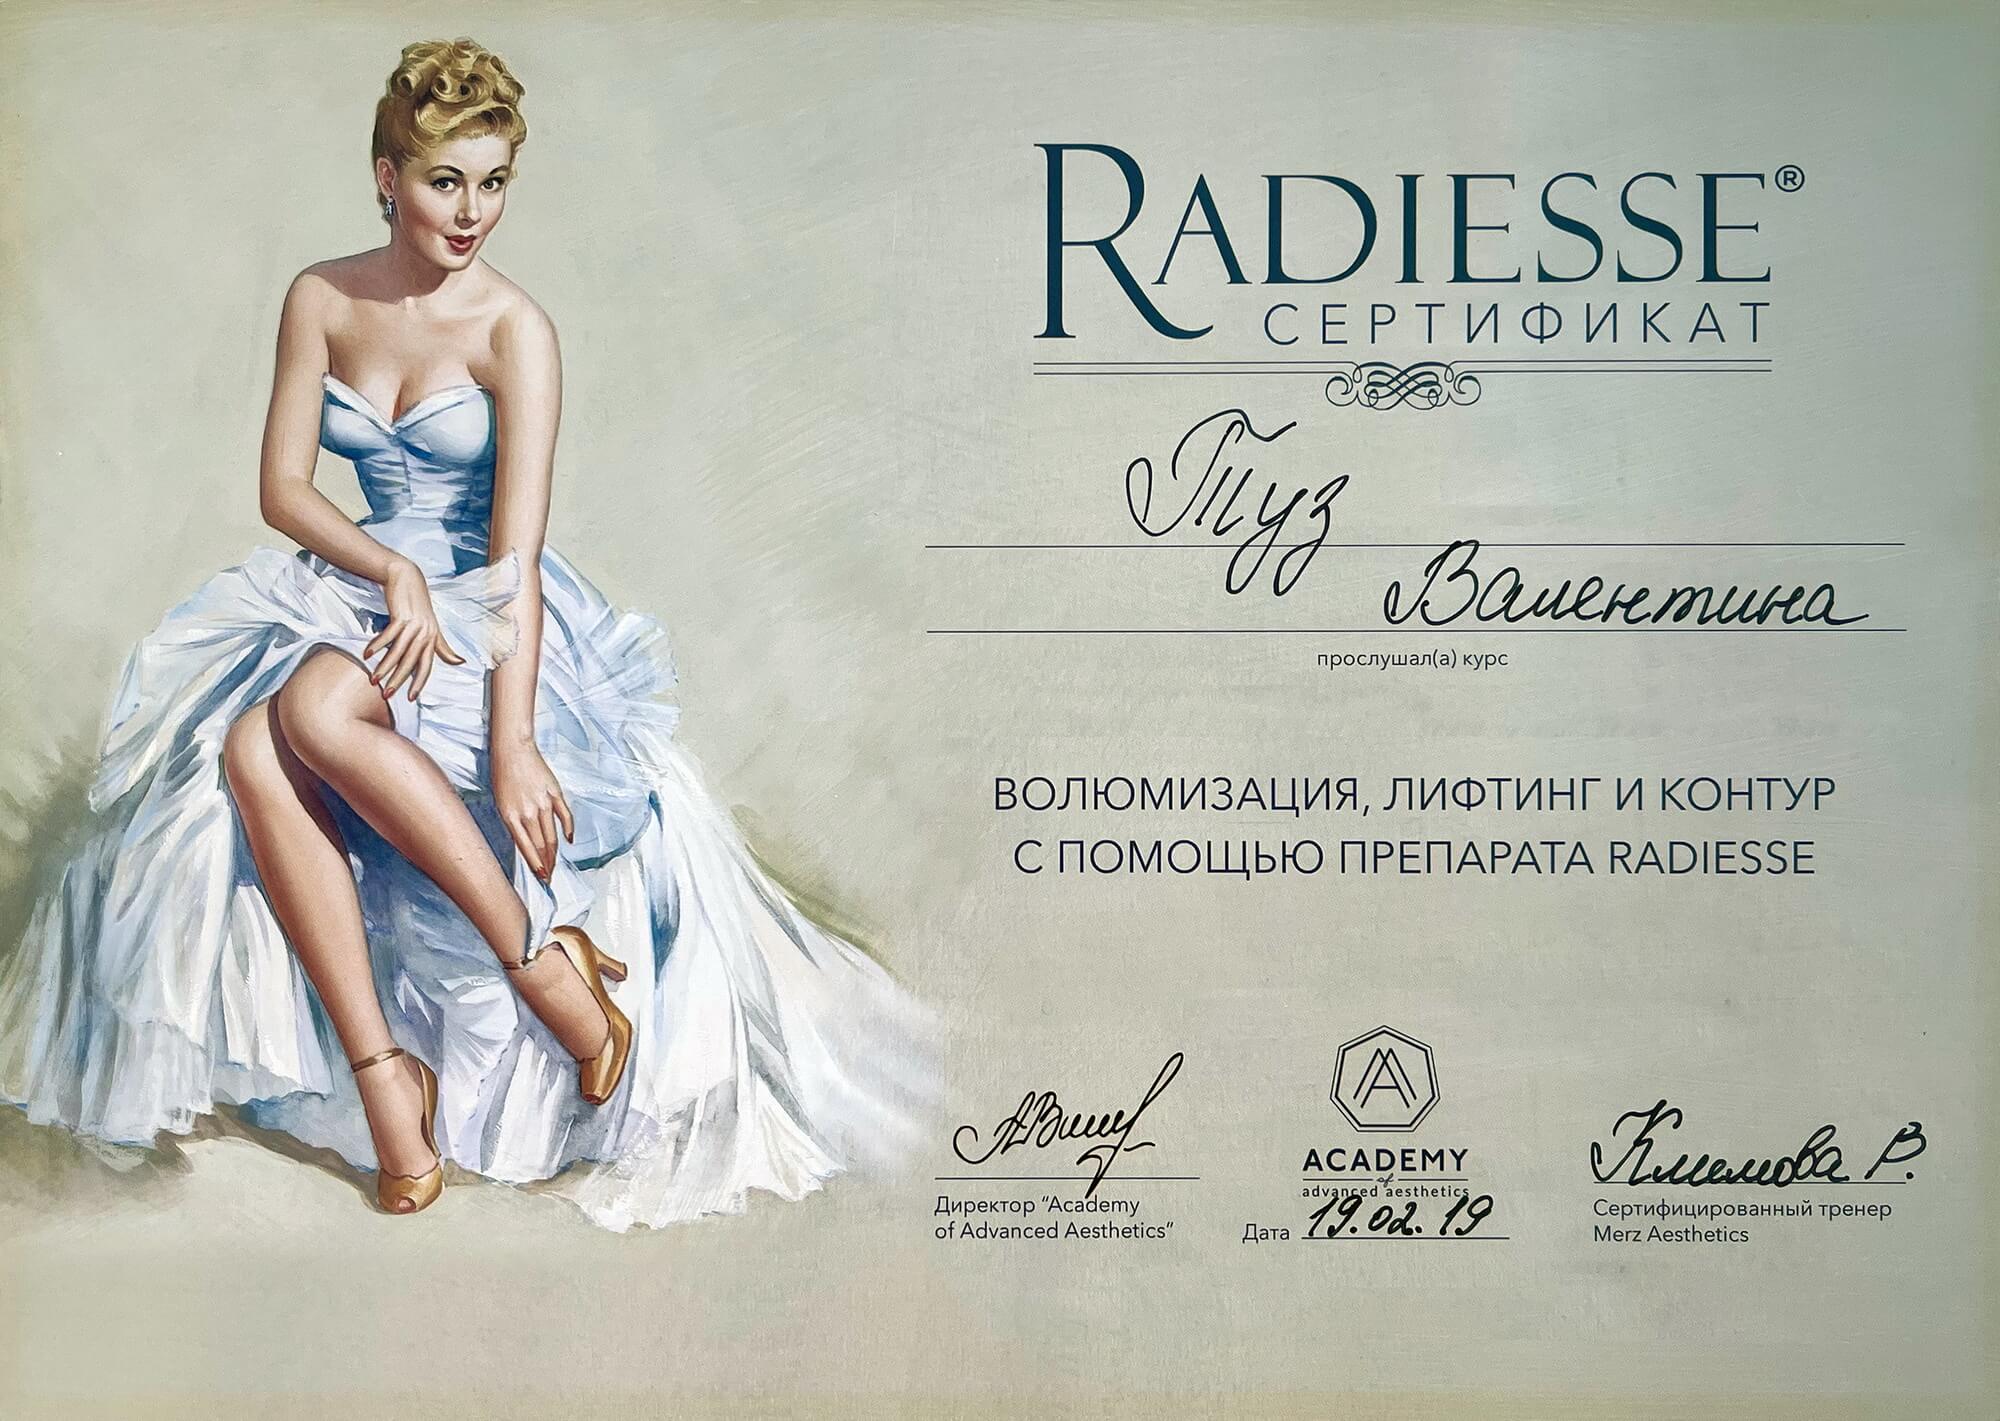 RADIESSE®
СЕРТИФИКАТ
Туз
Валентина
прослушал(а) курс
ВОЛЮМИЗАЦИЯ, ЛИФТИНГ И КОНТУР
С ПОМОЩЬЮ ПРЕПАРАТА RADIESSE
Директор “Academy
of Advanced Aesthetics”
ACADEMY
of
advanced aesthetics
Дата 19.02.19
Климова В.
Сертифицированный тренер
Merz Aesthetics